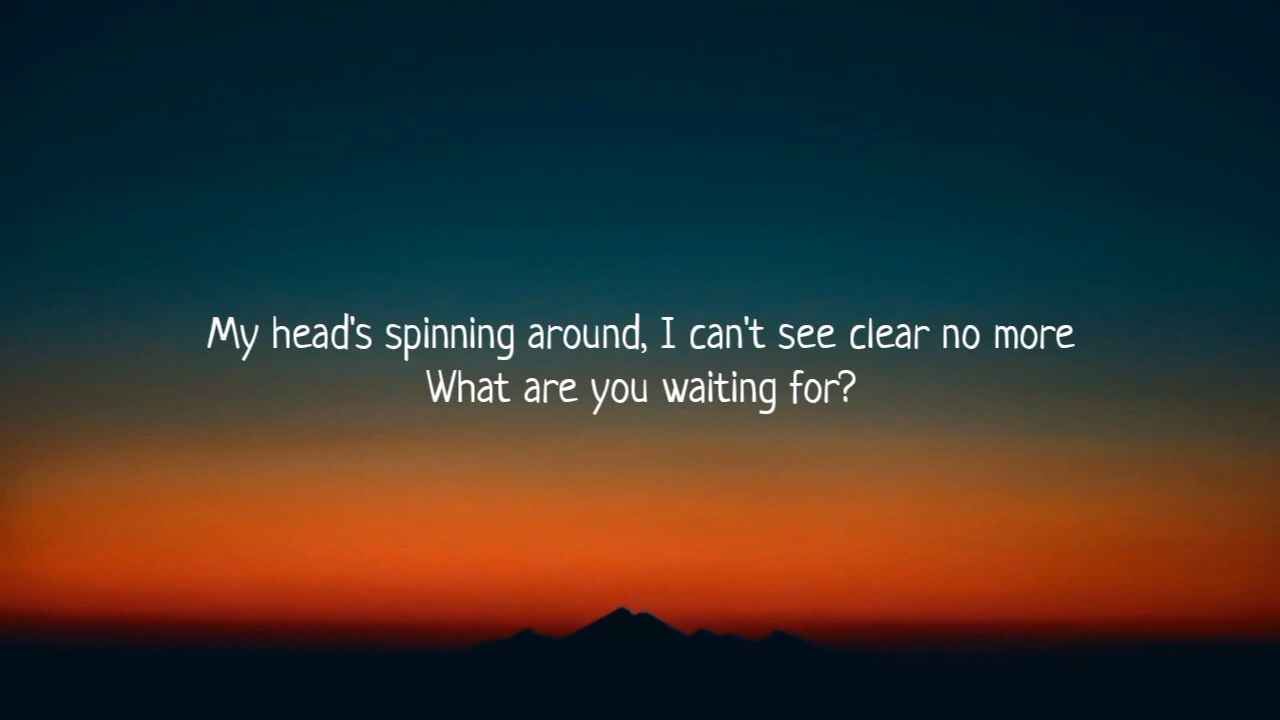 My head's spinning around, I can't see clear no more
What are you waiting for?